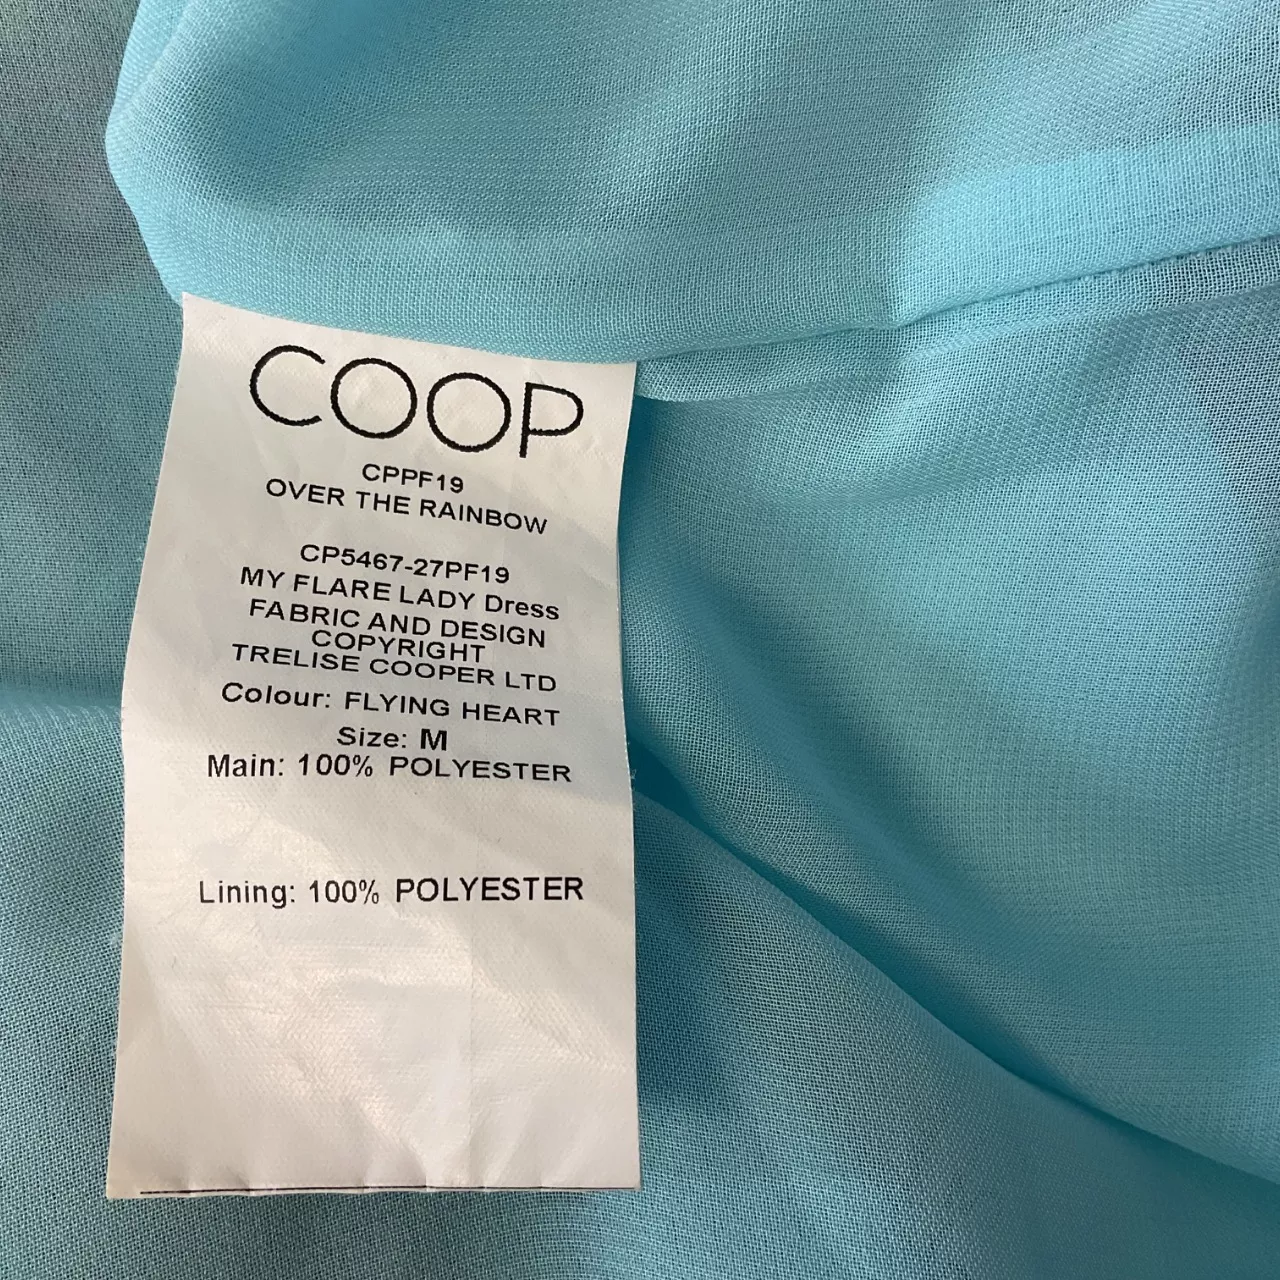 COOP
CPPF19
OVER THE RAINBOW
CP5467-27PF19
MY FLARE LADY Dress
FABRIC AND DESIGN
COPYRIGHT
TRELISE COOPER LTD
Colour: FLYING HEART
Size: M
Main: 100% POLYESTER
Lining: 100% POLYESTER